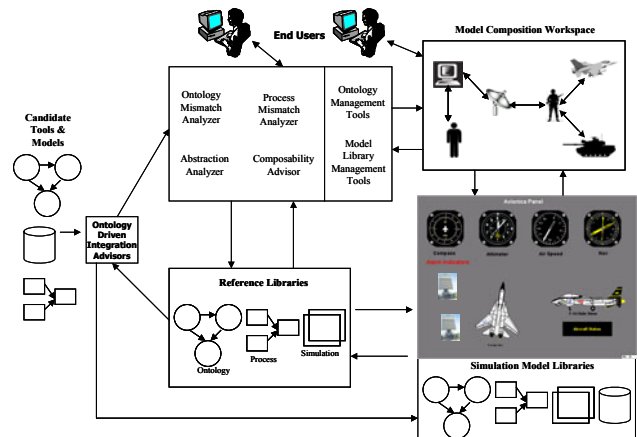 End Users
Model Composition Workspace
Ontology
Mismatch
Analyzer
Process
Mismatch
Analyzer
Ontology
Management
Tools
Abstraction
Analyzer
Composability
Advisor
Model
Library
Management
Tools
Candidate
Tools &
Models
Ontology
Driven
Integration
Advisors
Reference Libraries
Ontology
Process
Simulation
Avionics Panel
Compass
Altimeter
Air Speed
Alarm Indicators
Aircraft Status
Simulation Model Libraries